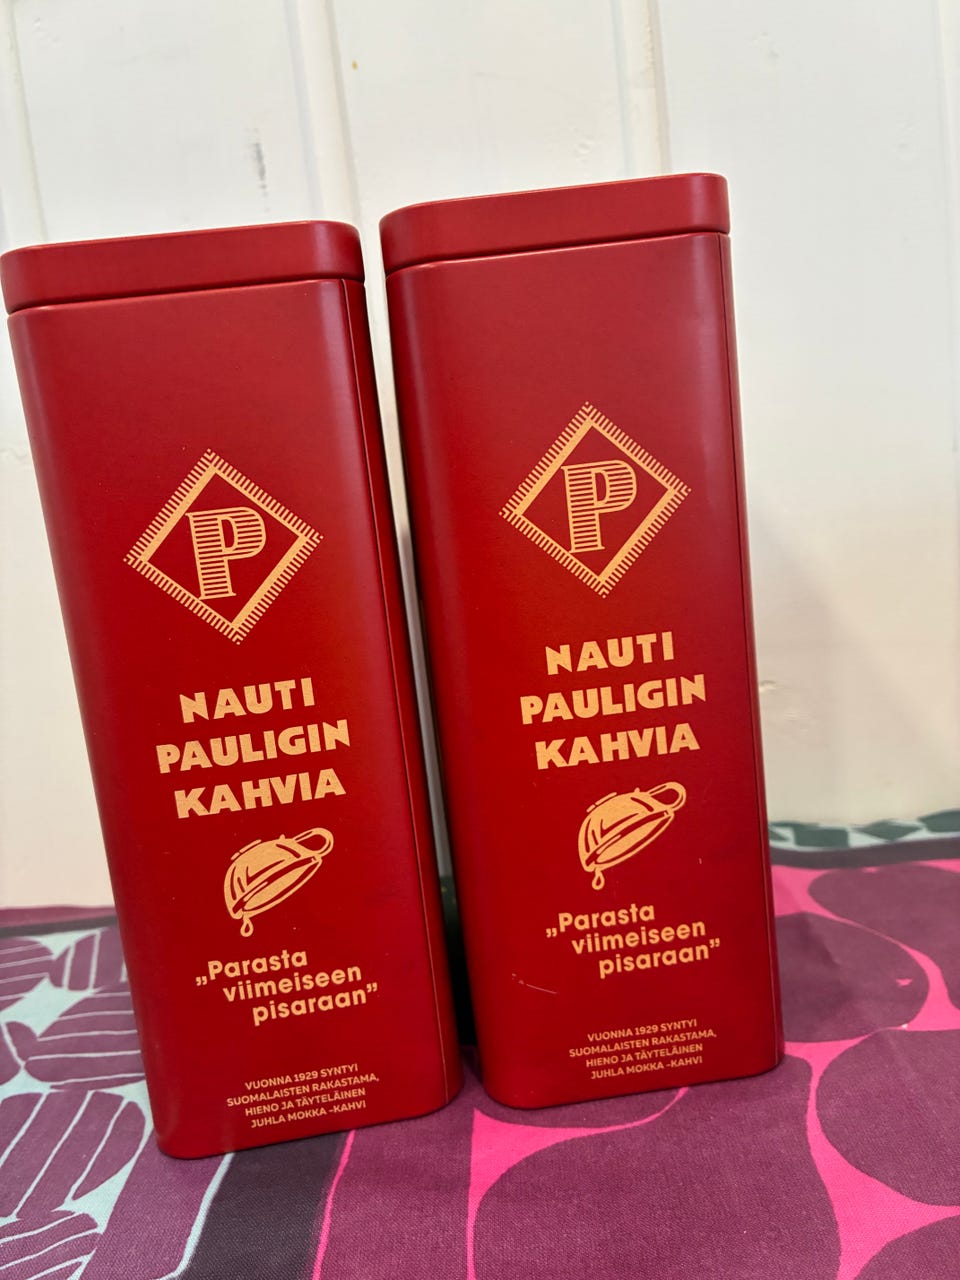 P
NAUTI
PAULIGIN
KAHVIA
„Parasta
viimeiseen
pisaraan”
VUONNA 1929 SYNTYI
SUOMALAISTEN RAKASTAMA,
HIENO JA TÄYTELÄINEN
JUHLA MOKKA -KAHVI
P
NAUTI
PAULIGIN
KAHVIA
„Parasta
viimeiseen
pisaraan”
VUONNA 1929 SYNTYI
SUOMALAISTEN RAKASTAMA,
HIENO JA TÄYTELÄINEN
JUHLA MOKKA -KAHVI